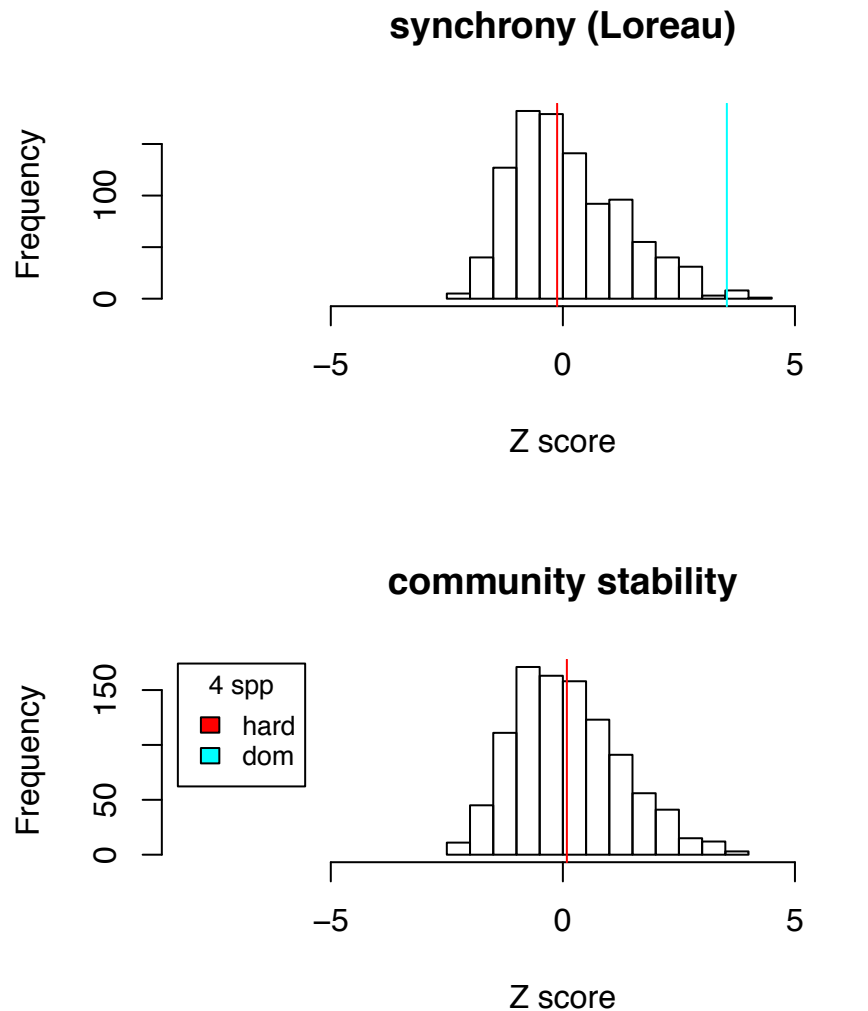 synchrony (Loreau)
Frequency
100
0
−5 0 5
Z score
community stability
Frequency
150
50
0
4 spp
hard
dom
−5 0 5
Z score